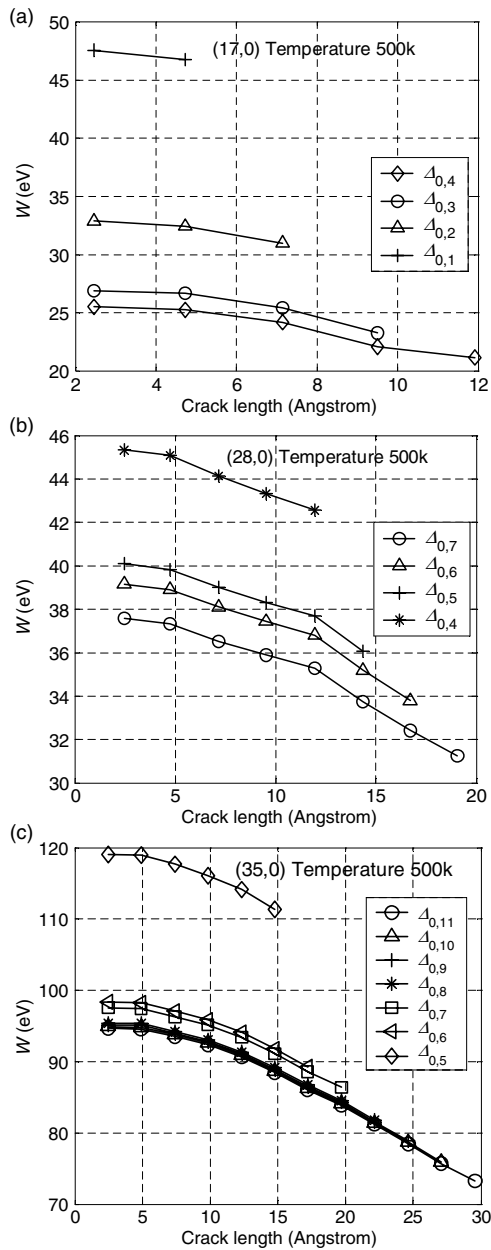 (a)
50
45
40
35
30
25
20
W (eV)
(17,0) Temperature 500k
Δ0,4
Δ0,3
Δ0,2
Δ0,1
2 4 6 8 10 12
Crack length (Angstrom)
(b)
46
44
42
40
38
36
34
32
30
W (eV)
(28,0) Temperature 500k
Δ0,7
Δ0,6
Δ0,5
Δ0,4
0 5 10 15 20
Crack length (Angstrom)
(c)
120
110
100
90
80
70
W (eV)
(35,0) Temperature 500k
Δ0,11
Δ0,10
Δ0,9
Δ0,8
Δ0,7
Δ0,6
Δ0,5
0 5 10 15 20 25 30
Crack length (Angstrom)